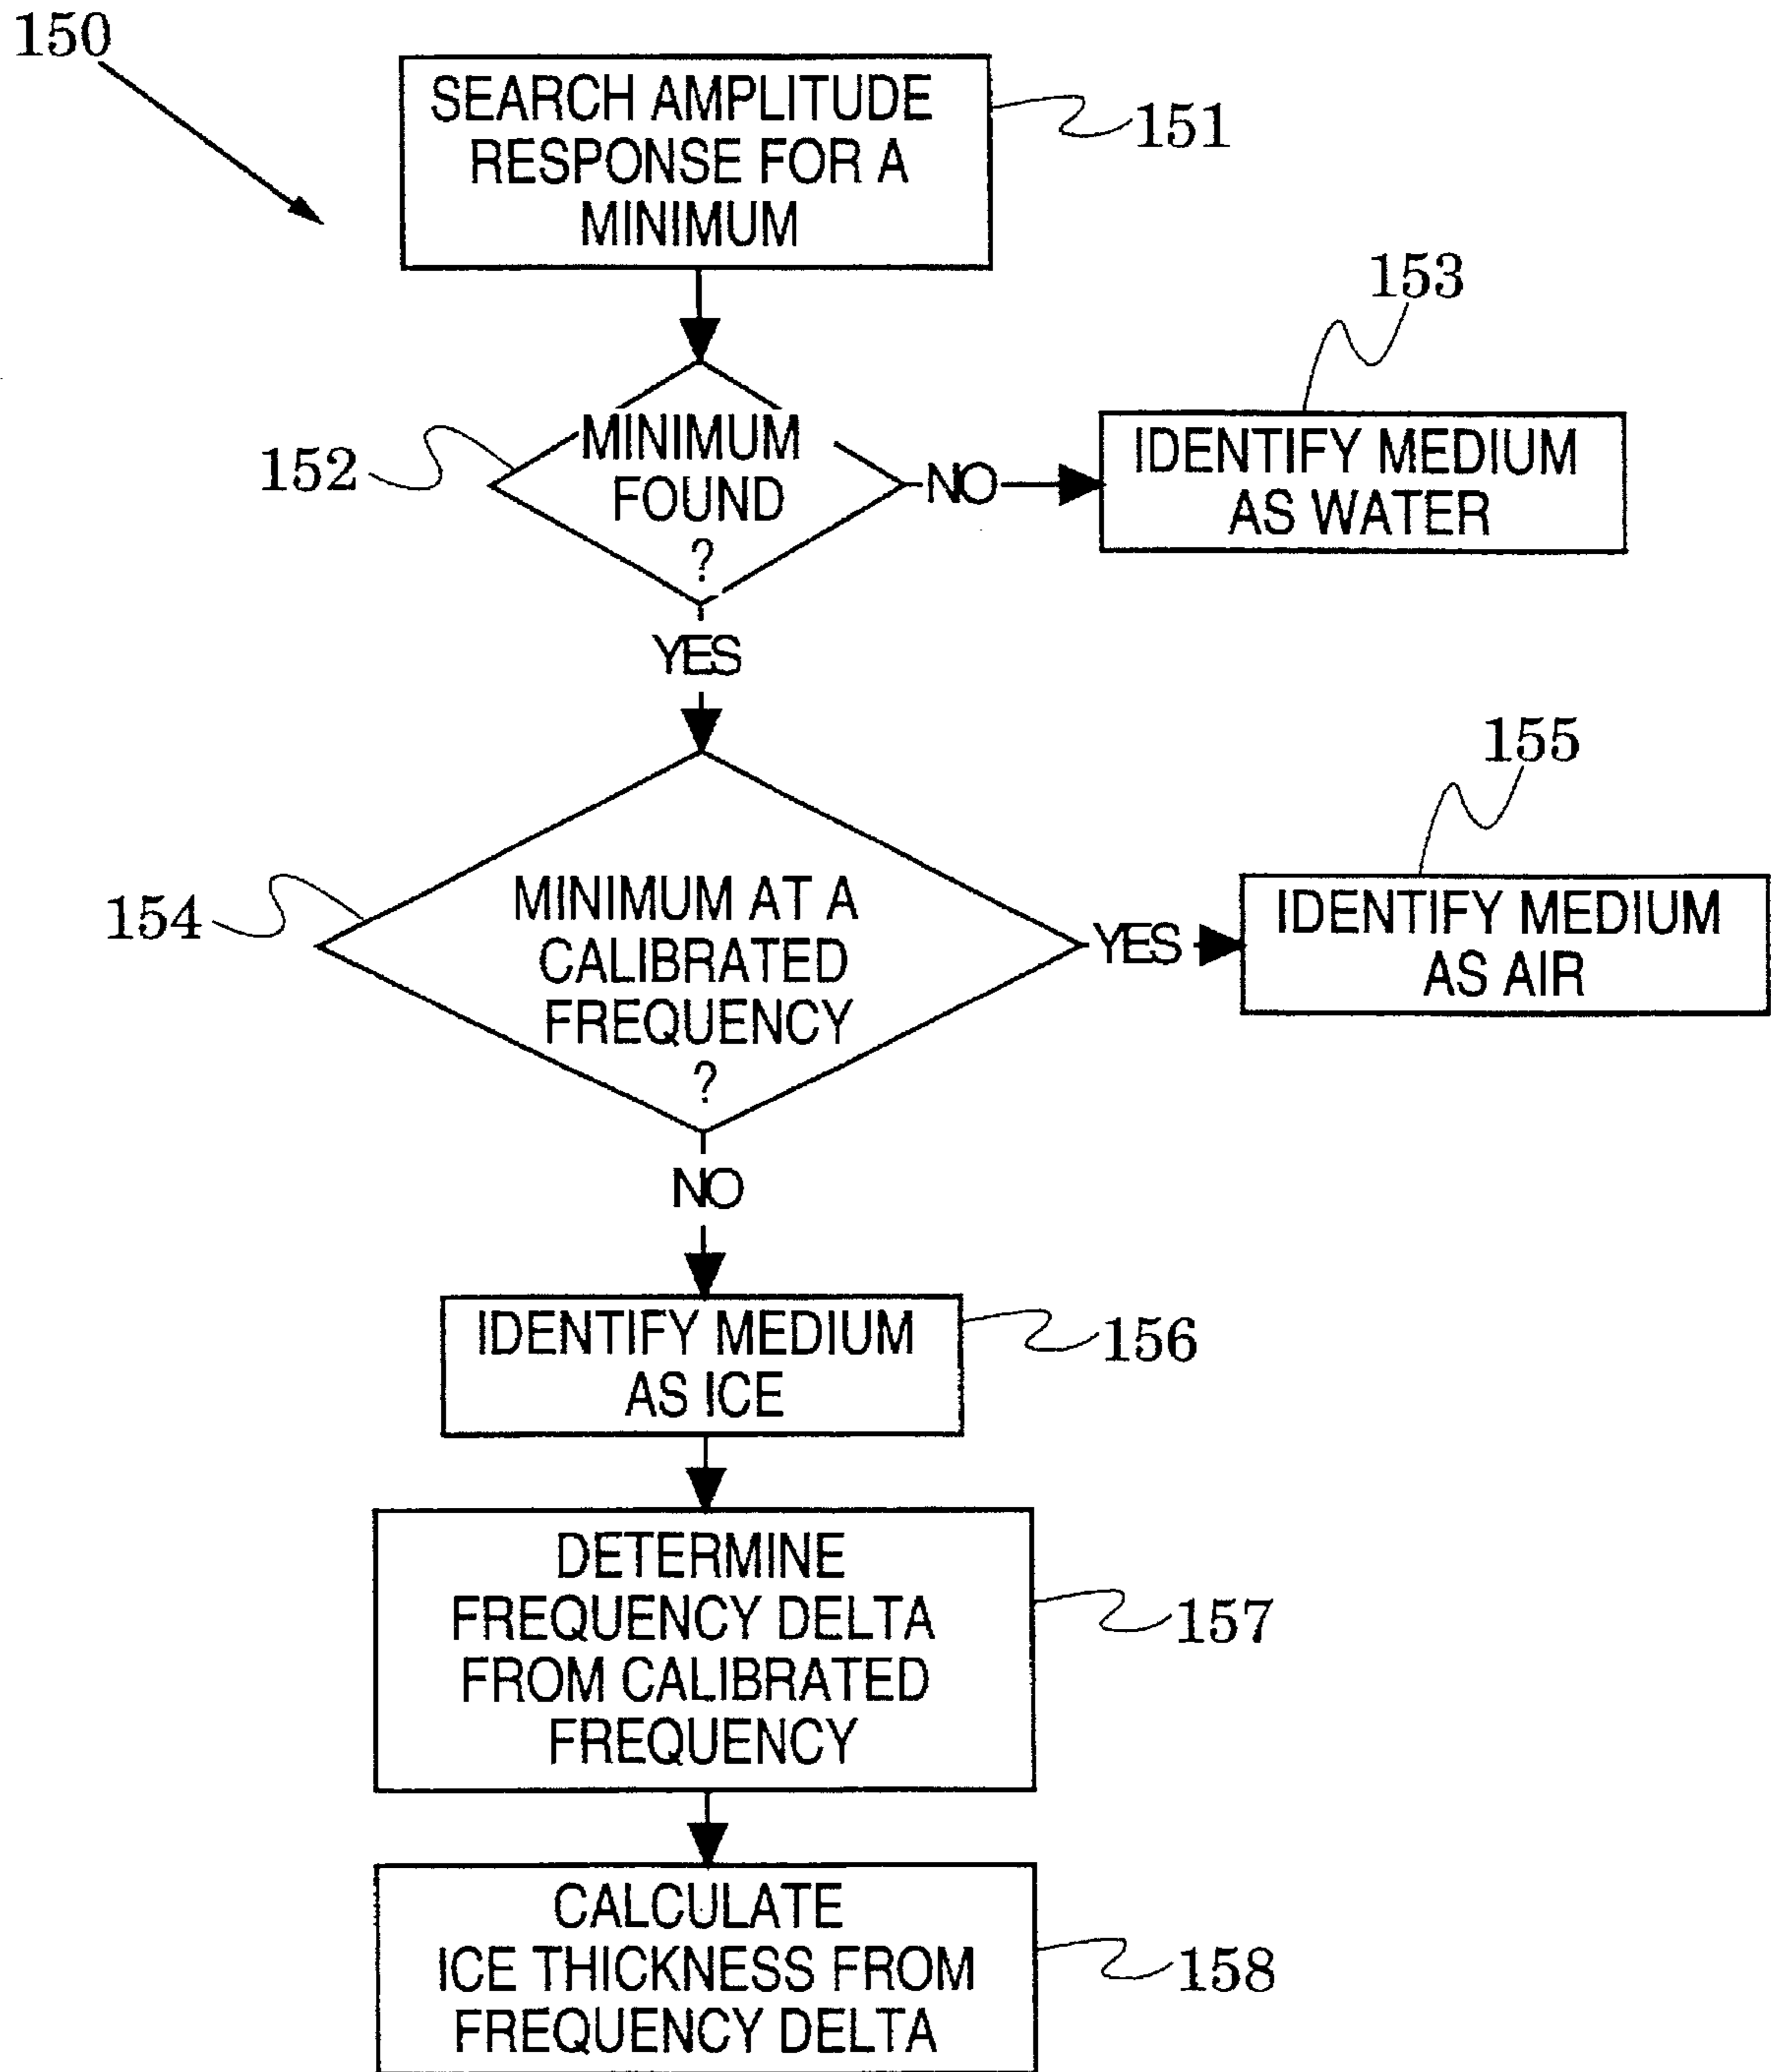 150
SEARCH AMPLITUDE
RESPONSE FOR A
MINIMUM
151
153
MINIMUM
FOUND
?
152
NO
IDENTIFY MEDIUM
AS WATER
YES
155
MINIMUM AT A
CALIBRATED
FREQUENCY
?
154
YES
IDENTIFY MEDIUM
AS AIR
NO
IDENTIFY MEDIUM
AS ICE
156
DETERMINE
FREQUENCY DELTA
FROM CALIBRATED
FREQUENCY
157
CALCULATE
ICE THICKNESS FROM
FREQUENCY DELTA
158